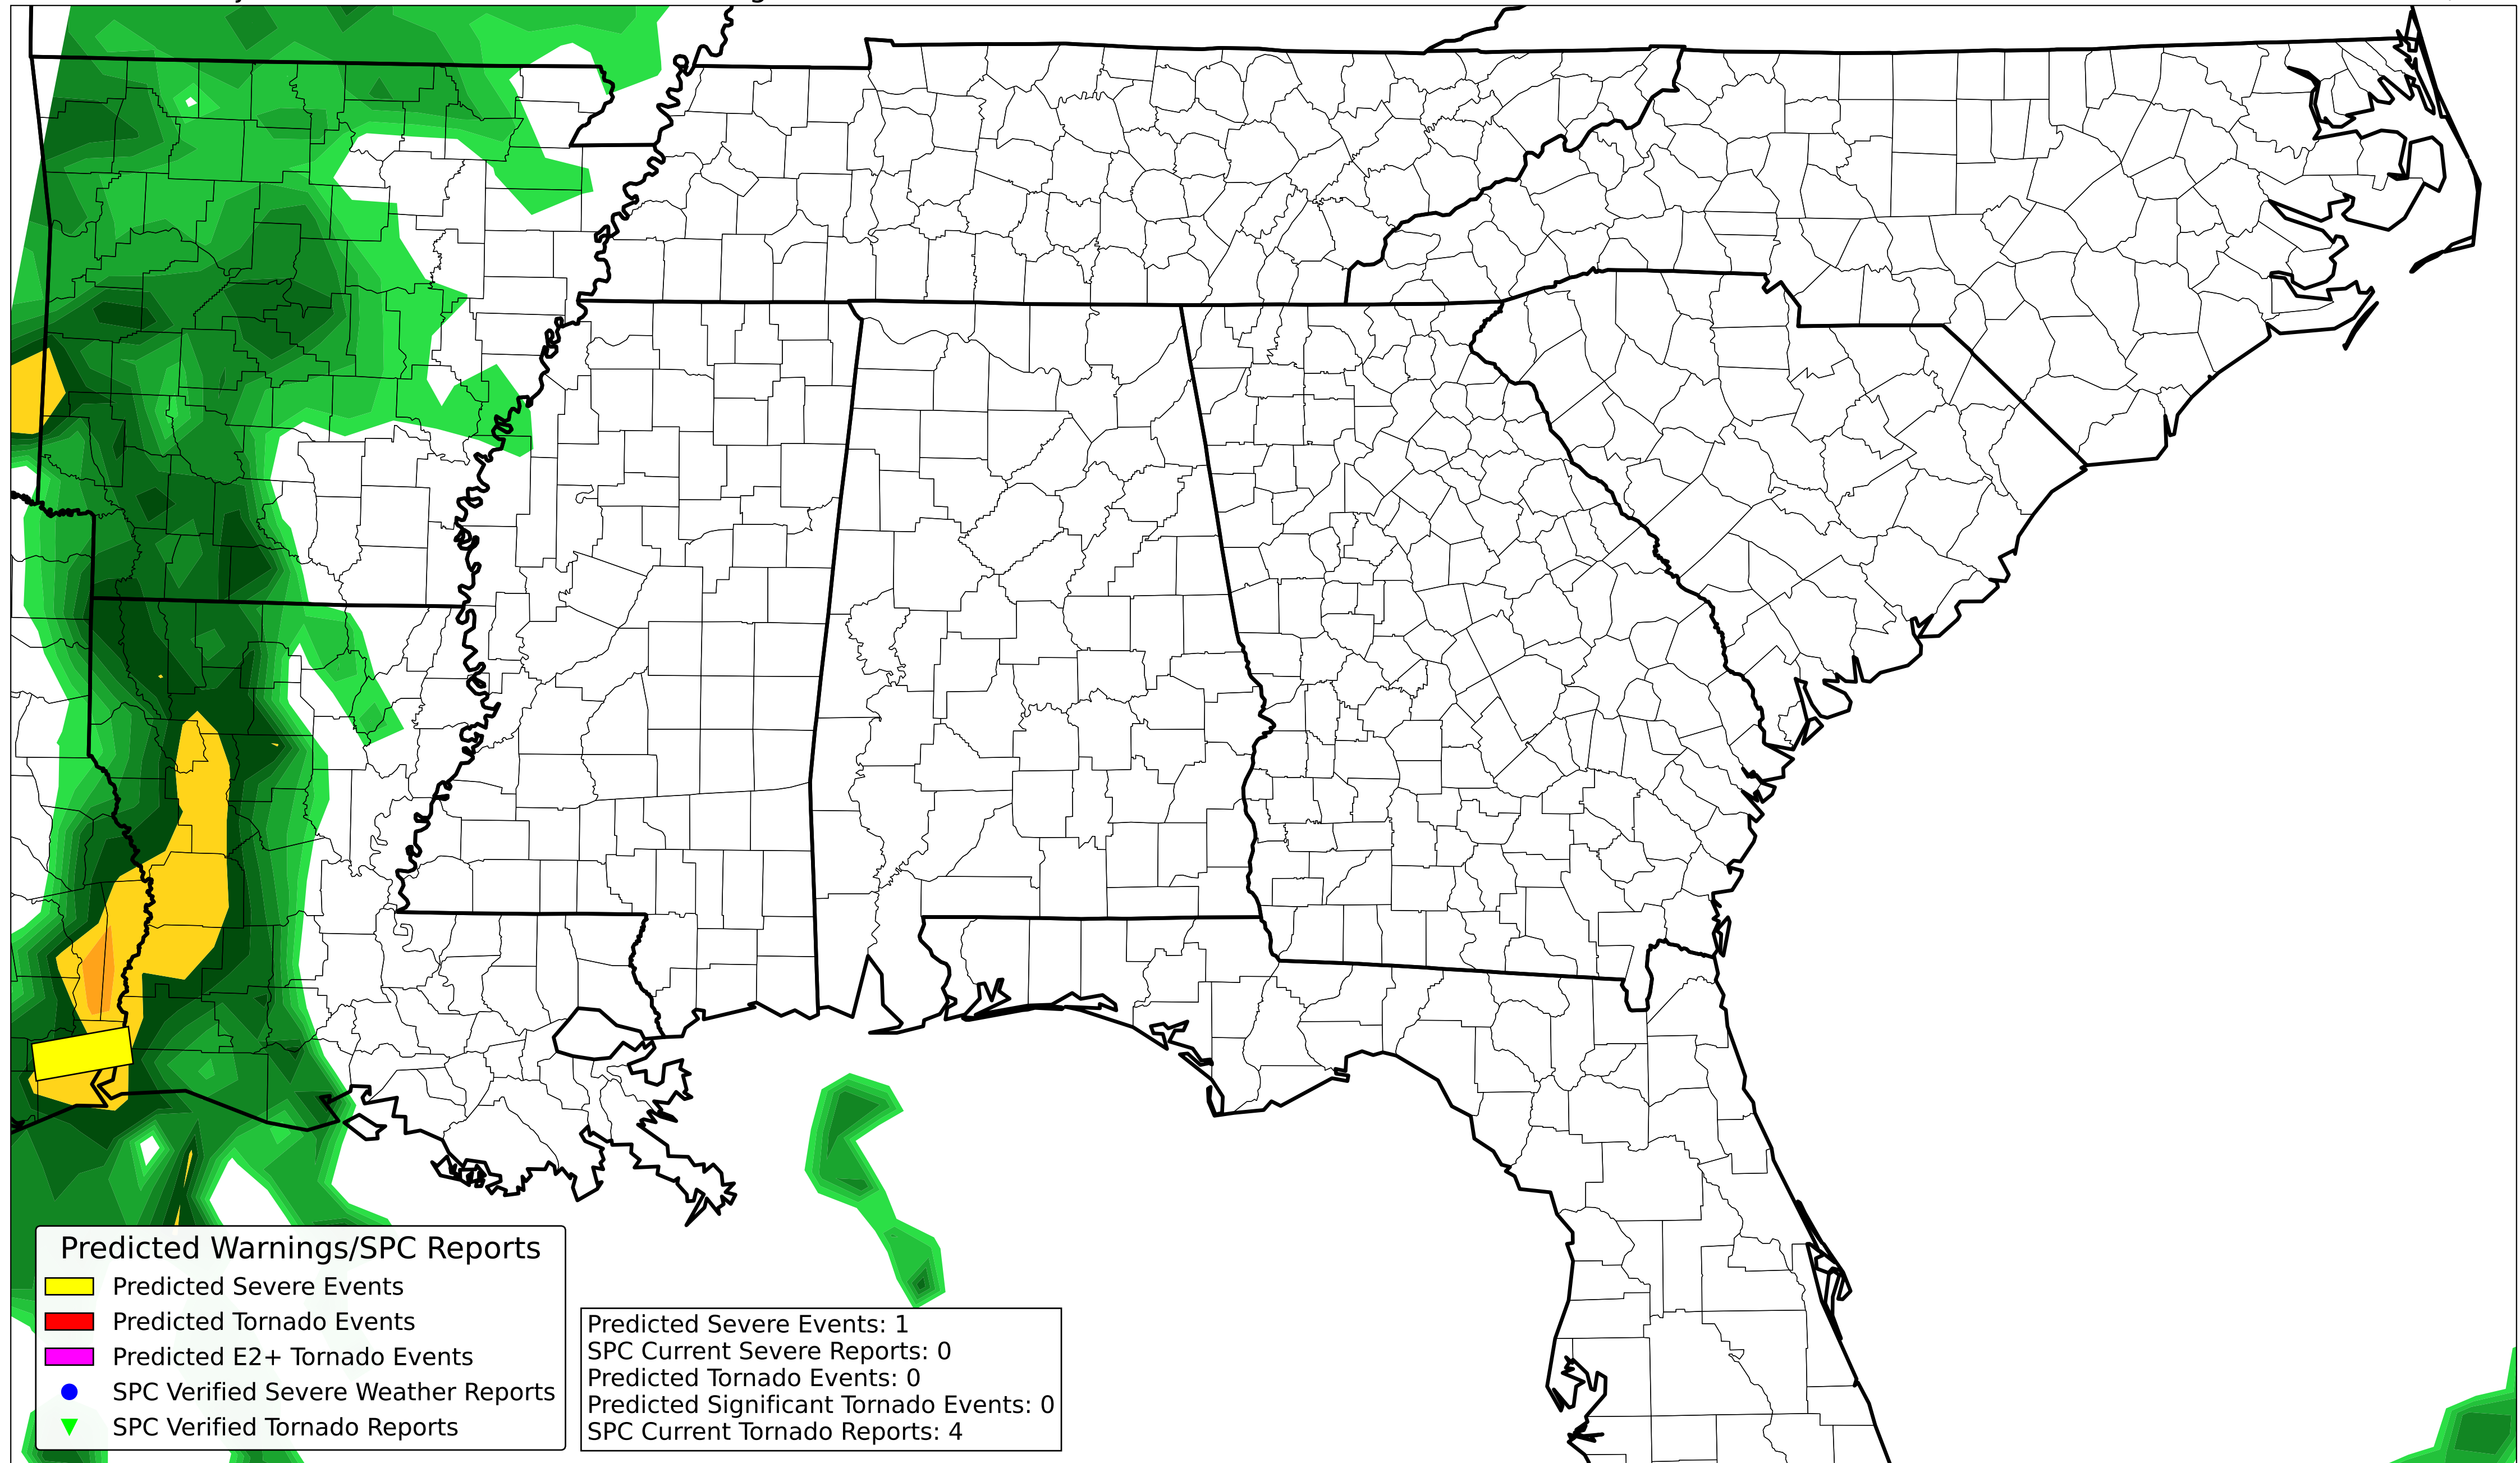 Predicted Warnings/SPC Reports
Predicted Severe Events
Predicted Tornado Events
Predicted E2+ Tornado Events
SPC Verified Severe Weather Reports
SPC Verified Tornado Reports
Predicted Severe Events: 1
SPC Current Severe Reports: 0
Predicted Tornado Events: 0
Predicted Significant Tornado Events: 0
SPC Current Tornado Reports: 4